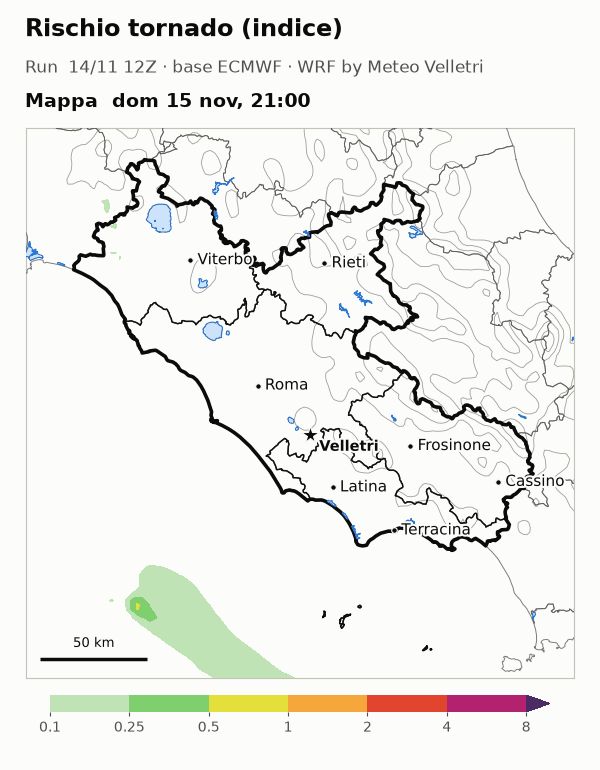 Rischio tornado (indice)
Run  14/11 12Z · base ECMWF · WRF by Meteo Velletri
Mappa  dom 15 nov, 21:00
Viterbo
Rieti
Roma
Velletri
Frosinone
Latina
Cassino
Terracina
50 km
0.1 0.25 0.5 1 2 4 8